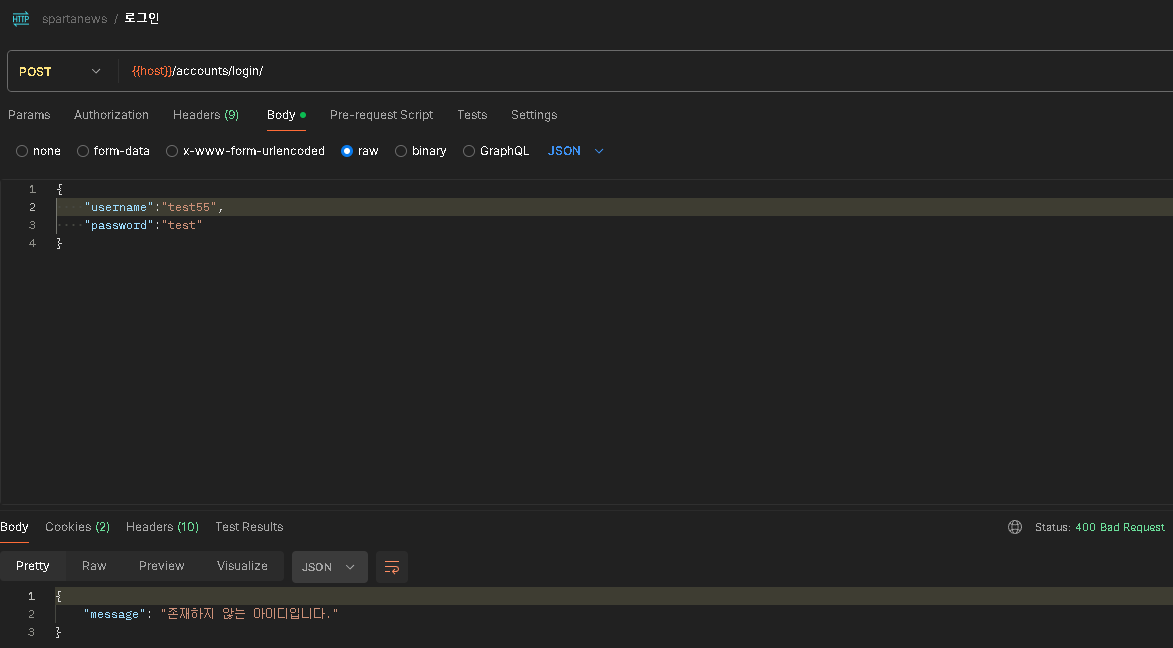 HTTP spartanews / 로그인
POST {{host}}/accounts/login/
Params Authorization Headers (9) Body Pre-request Script Tests Settings
none form-data x-www-form-urlencoded raw binary GraphQL JSON
1 {
2 "username":"test55",
3 "password":"test"
4 }
Body Cookies (2) Headers (10) Test Results Status: 400 Bad Request
Pretty Raw Preview Visualize JSON
1 {
2 "message": "존재하지 않는 아이디입니다."
3 }